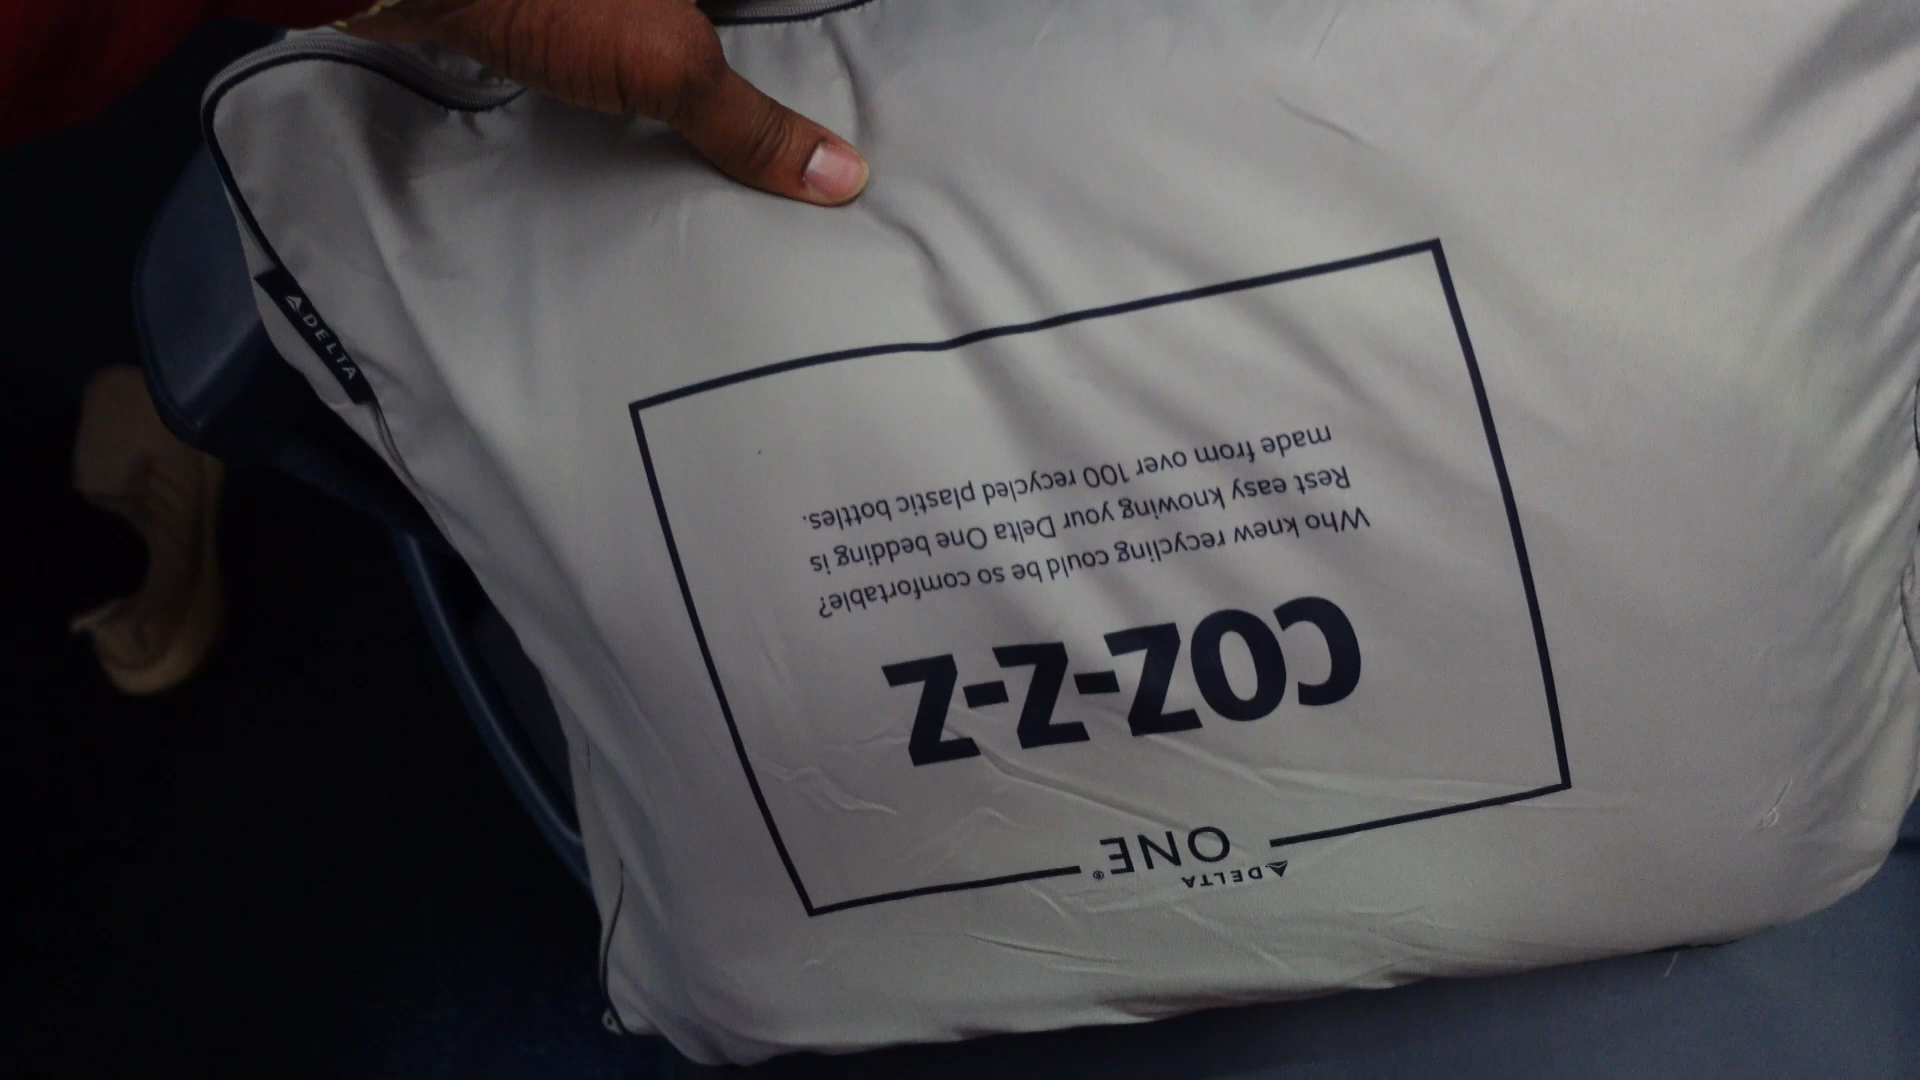 DELTA
ONE®
COZ-Z-Z
Who knew recycling could be so comfortable?
Rest easy knowing your Delta One bedding is
made from over 100 recycled plastic bottles.
DELTA